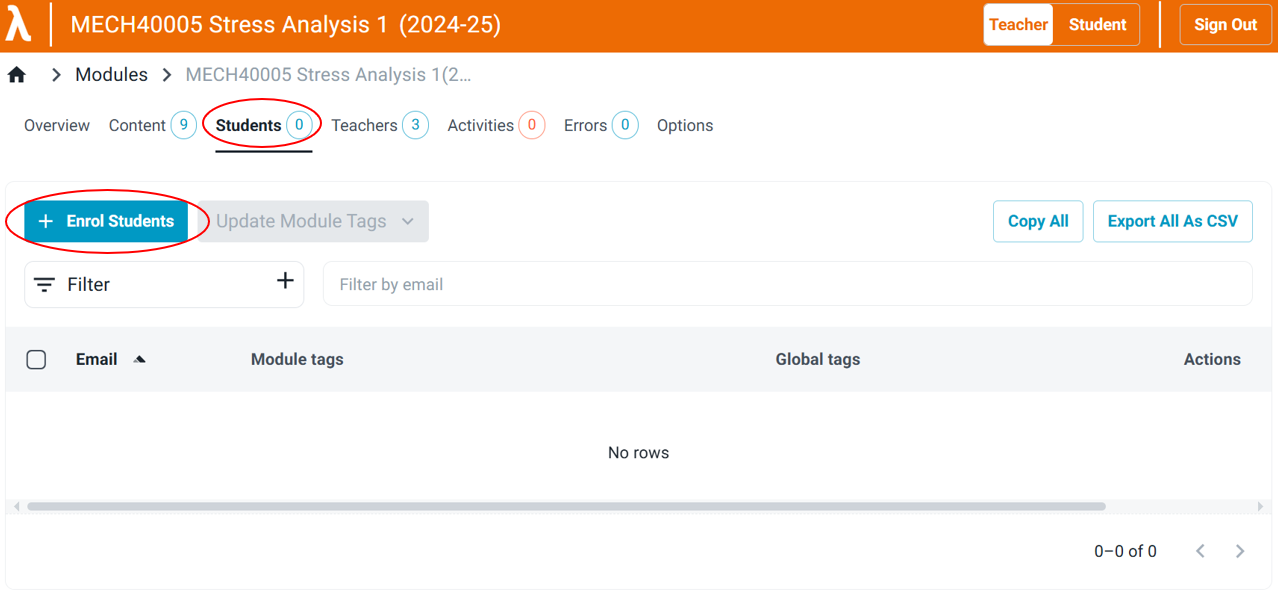 λ MECH40005 Stress Analysis 1 (2024-25) Teacher Student Sign Out
Modules MECH40005 Stress Analysis 1(2...
Overview Content 9 Students 0 Teachers 3 Activities 0 Errors 0 Options
+ Enrol Students Update Module Tags Copy All Export All As CSV
Filter + Filter by email
Email Module tags Global tags Actions
No rows
0–0 of 0